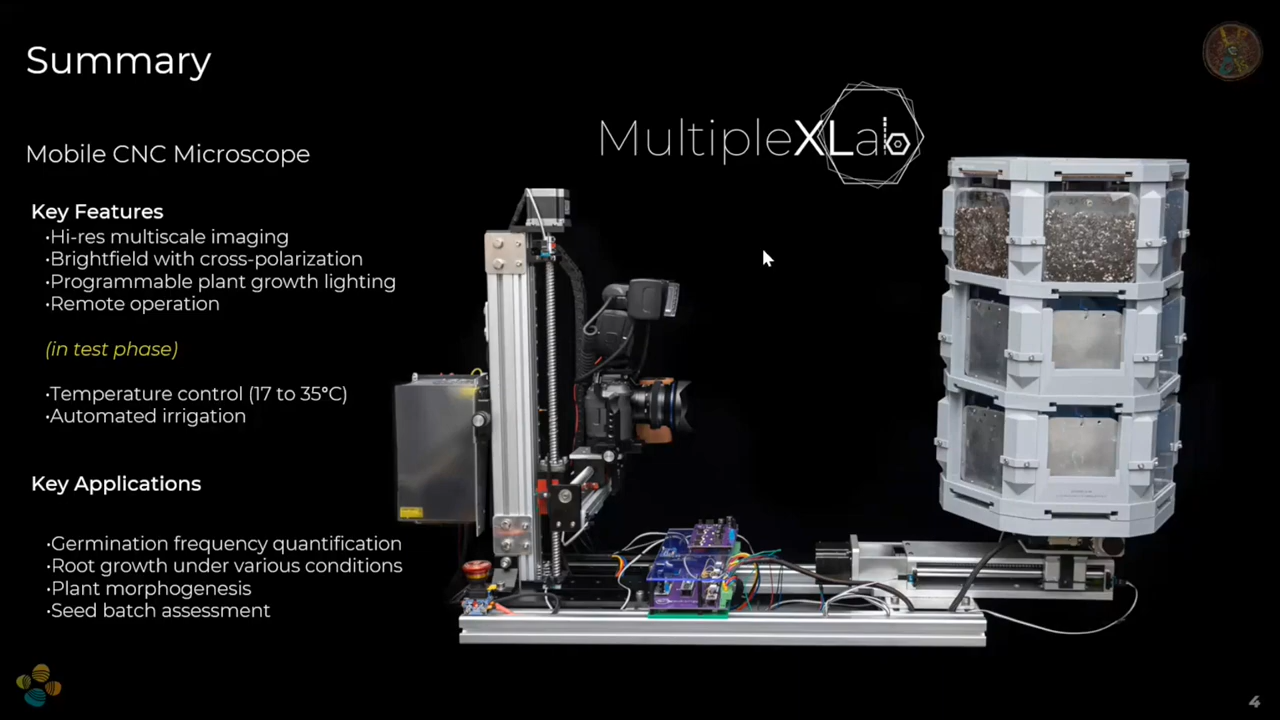 Summary
MultipleXLab
Mobile CNC Microscope
Key Features
·Hi-res multiscale imaging
·Brightfield with cross-polarization
·Programmable plant growth lighting
·Remote operation
(in test phase)
·Temperature control (17 to 35°C)
·Automated irrigation
Key Applications
·Germination frequency quantification
·Root growth under various conditions
·Plant morphogenesis
·Seed batch assessment
4